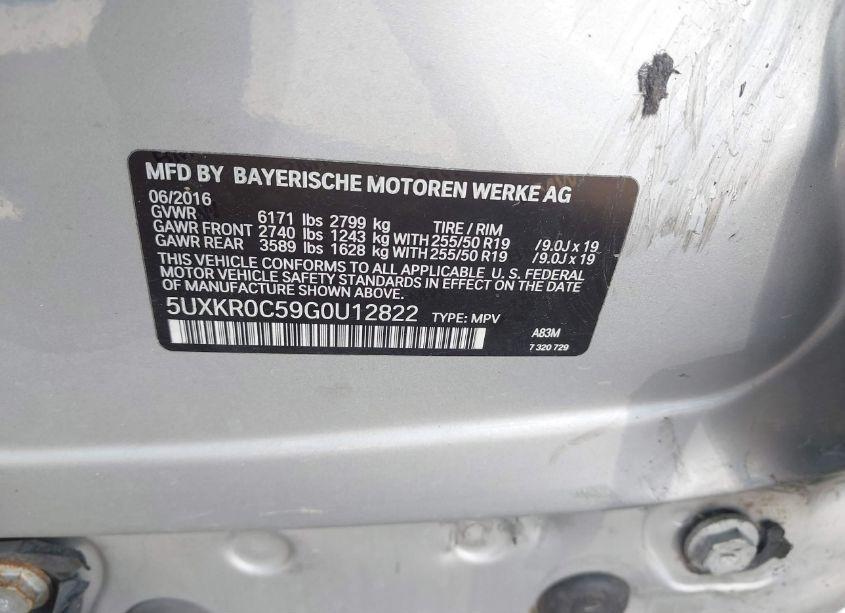 MFD BY BAYERISCHE MOTOREN WERKE AG
06/2016
GVWR 6171 lbs 2799 kg TIRE / RIM
GAWR FRONT 2740 lbs 1243 kg WITH 255/50 R19 /9.0J x 19
GAWR REAR 3589 lbs 1628 kg WITH 255/50 R19 /9.0J x 19
THIS VEHICLE CONFORMS TO ALL APPLICABLE U. S. FEDERAL
MOTOR VEHICLE SAFETY STANDARDS IN EFFECT ON THE DATE
OF MANUFACTURE SHOWN ABOVE.
5UXKR0C59G0U12822 TYPE: MPV
A83M
7 320 729